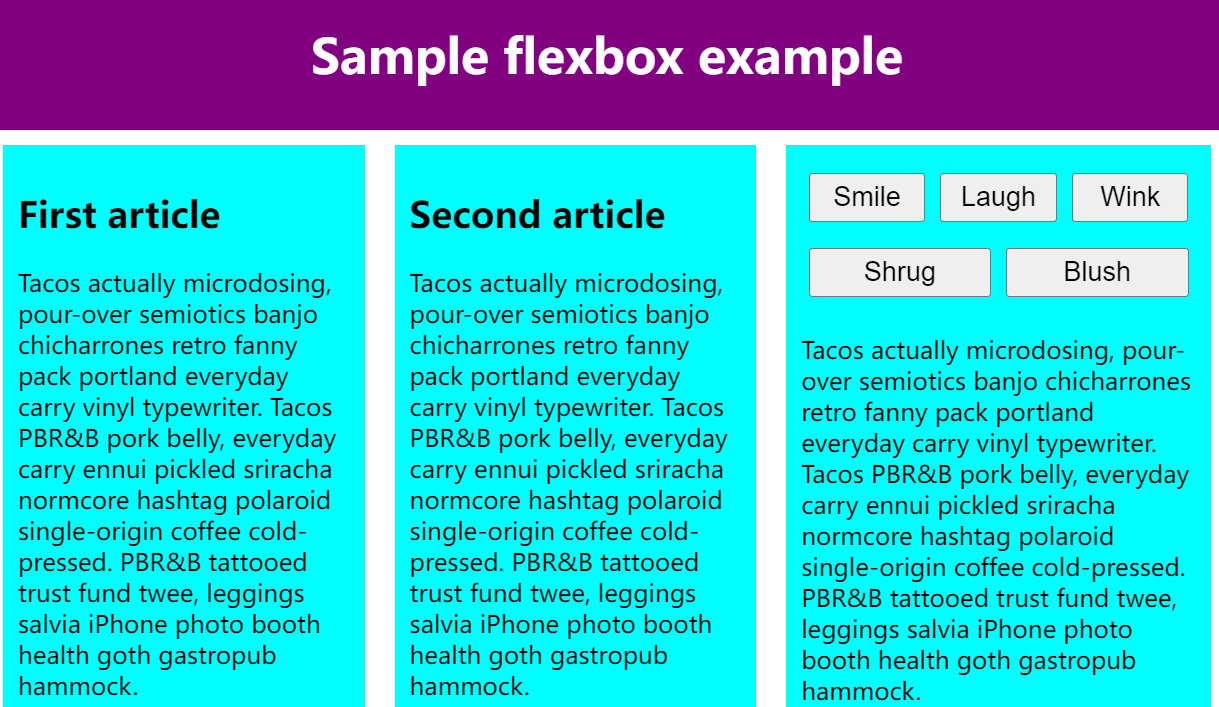 Sample flexbox example
First article
Tacos actually microdosing,
pour-over semiotics banjo
chicharrones retro fanny
pack portland everyday
carry vinyl typewriter. Tacos
PBR&B pork belly, everyday
carry ennui pickled sriracha
normcore hashtag polaroid
single-origin coffee cold-
pressed. PBR&B tattooed
trust fund twee, leggings
salvia iPhone photo booth
health goth gastropub
hammock.
Second article
Tacos actually microdosing,
pour-over semiotics banjo
chicharrones retro fanny
pack portland everyday
carry vinyl typewriter. Tacos
PBR&B pork belly, everyday
carry ennui pickled sriracha
normcore hashtag polaroid
single-origin coffee cold-
pressed. PBR&B tattooed
trust fund twee, leggings
salvia iPhone photo booth
health goth gastropub
hammock.
Smile Laugh Wink
Shrug Blush
Tacos actually microdosing, pour-
over semiotics banjo chicharrones
retro fanny pack portland
everyday carry vinyl typewriter.
Tacos PBR&B pork belly, everyday
carry ennui pickled sriracha
normcore hashtag polaroid
single-origin coffee cold-pressed.
PBR&B tattooed trust fund twee,
leggings salvia iPhone photo
booth health goth gastropub
hammock.